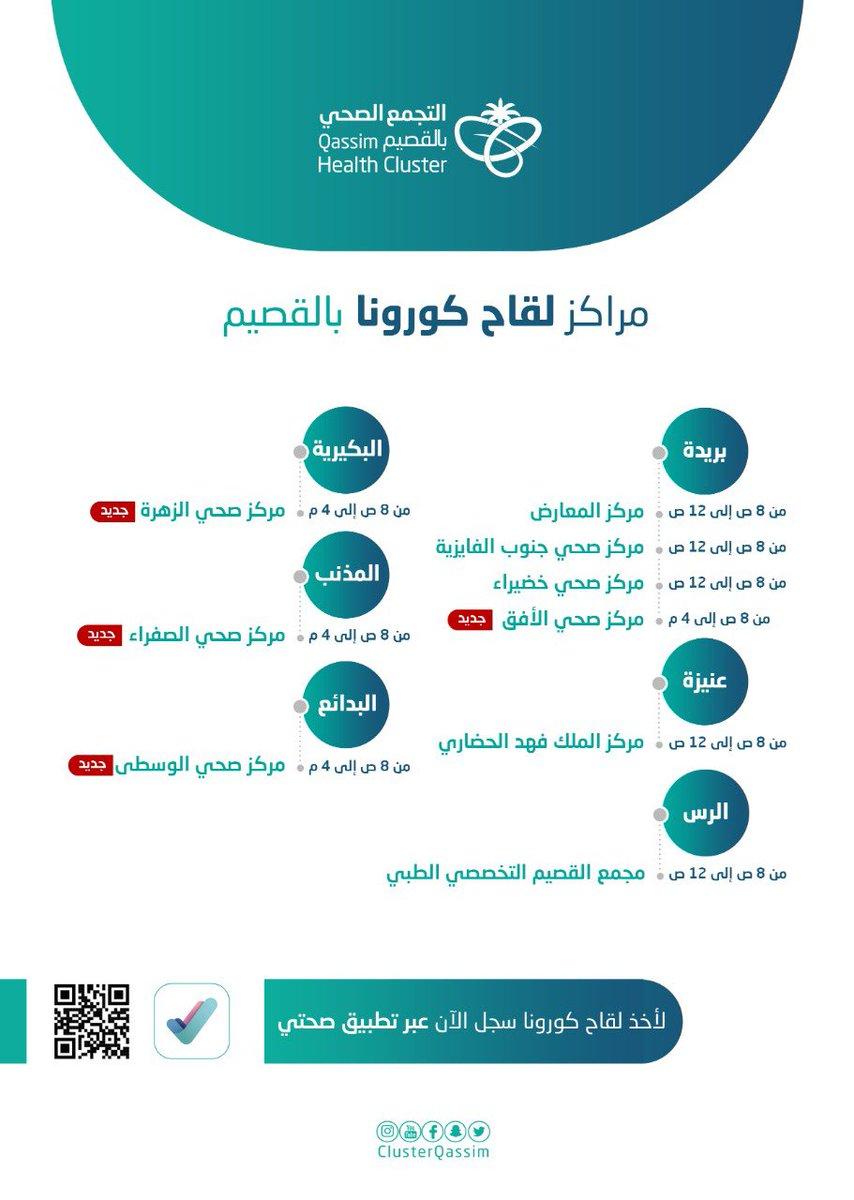 التجمع الصحي
بالقصيم Qassim
Health Cluster
مراكز لقاح كورونا بالقصيم
بريدة
من 8 ص إلى 12 ص مركز المعارض
من 8 ص إلى 12 ص مركز صحي جنوب الفايزية
من 8 ص إلى 12 ص مركز صحي خضيراء
من 8 ص إلى 4 م مركز صحي الأفق جديد
عنيزة
من 8 ص إلى 12 ص مركز الملك فهد الحضاري
الرس
من 8 ص إلى 12 ص مجمع القصيم التخصصي الطبي
البكيرية
من 8 ص إلى 4 م مركز صحي الزهرة جديد
المذنب
من 8 ص إلى 4 م مركز صحي الصفراء جديد
البدائع
من 8 ص إلى 4 م مركز صحي الوسطى جديد
لأخذ لقاح كورونا سجل الآن عبر تطبيق صحتي
ClusterQassim